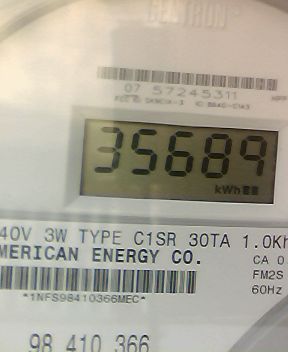 CENTRON®
07 57245311
35689
kWh
40V 3W TYPE C1SR 30TA 1.0Kh
MERICAN ENERGY CO.
CA 0
FM2S
60Hz
*1NFS98410366MEC*
98 410 366